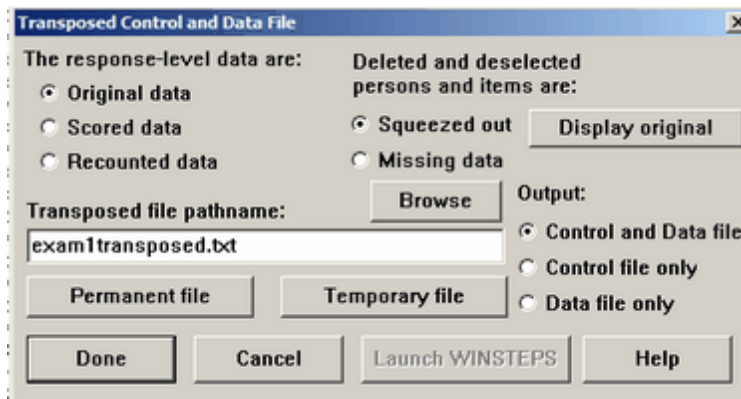 Transposed Control and Data File
The response-level data are:
Original data
Scored data
Recounted data
Deleted and deselected
persons and items are:
Squeezed out
Display original
Missing data
Browse
Transposed file pathname:
exam1transposed.txt
Output:
Control and Data file
Control file only
Data file only
Permanent file
Temporary file
Done
Cancel
Launch WINSTEPS
Help